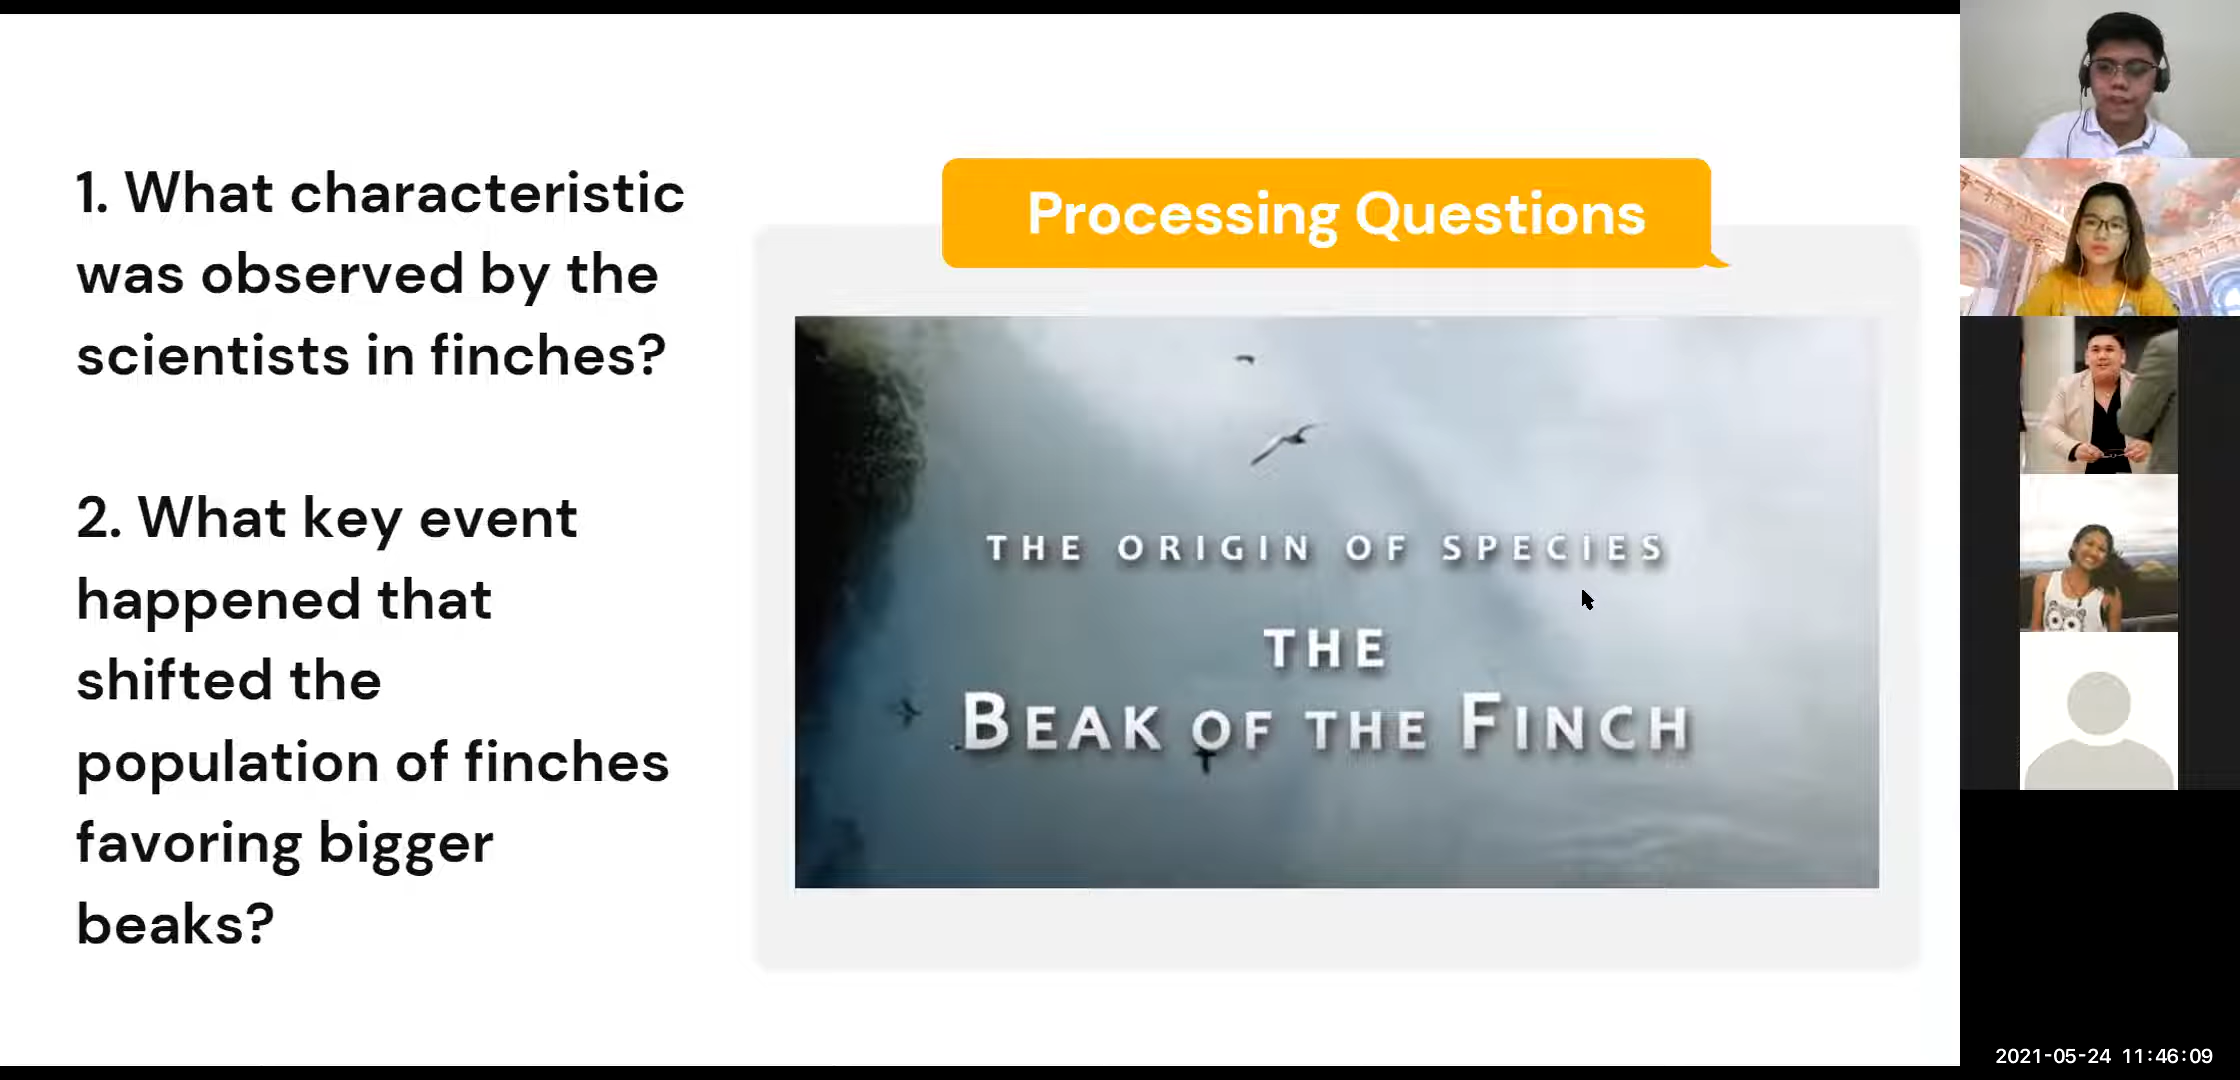 1. What characteristic
was observed by the
scientists in finches?
2. What key event
happened that
shifted the
population of finches
favoring bigger
beaks?
Processing Questions
THE ORIGIN OF SPECIES
THE
BEAK OF THE FINCH
2021-05-24 11:46:09